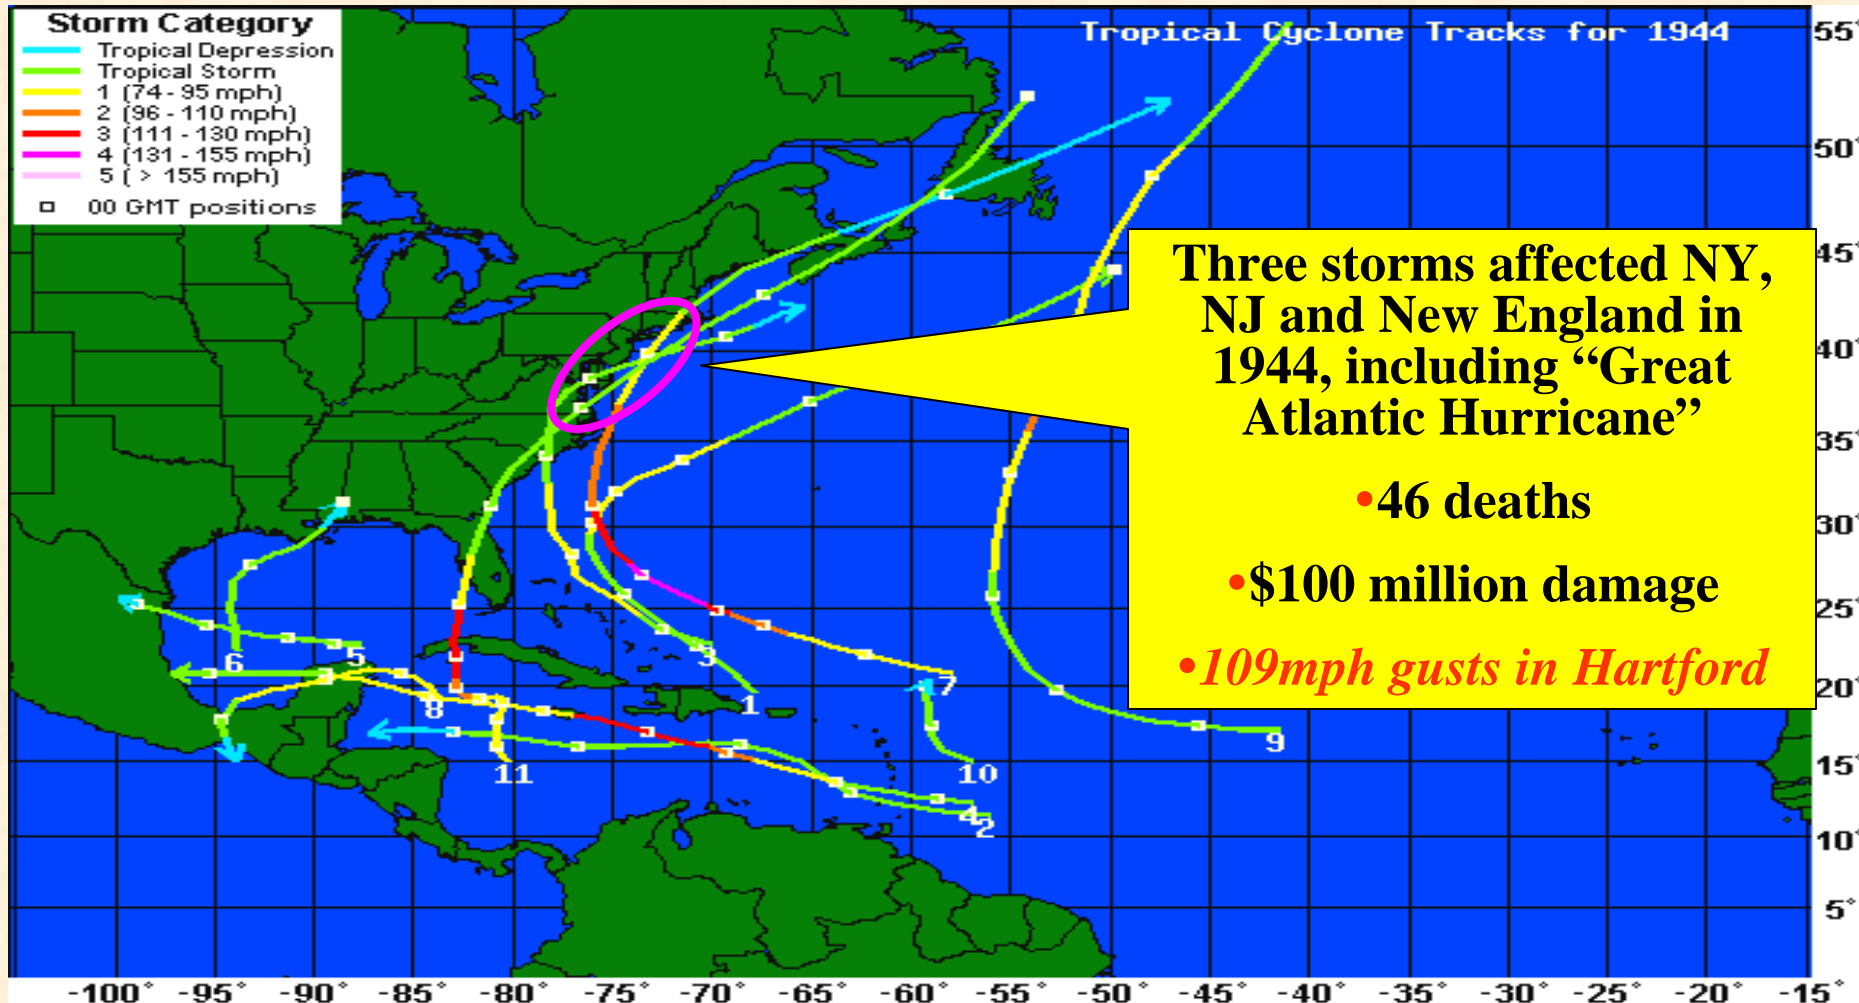 Storm Category
Tropical Depression
Tropical Storm
1 (74-95 mph)
2 (96-110 mph)
3 (111-130 mph)
4 (131-155 mph)
5 ( > 155 mph)
00 GMT positions
Tropical Cyclone Tracks for 1944
Three storms affected NY,
NJ and New England in
1944, including “Great
Atlantic Hurricane”
•46 deaths
•$100 million damage
•109mph gusts in Hartford
55°
50°
45°
40°
35°
30°
25°
20°
15°
10°
5°
6
5
3
7
8
1
9
11
10
4
2
-100° -95° -90° -85° -80° -75° -70° -65° -60° -55° -50° -45° -40° -35° -30° -25° -20° -15°